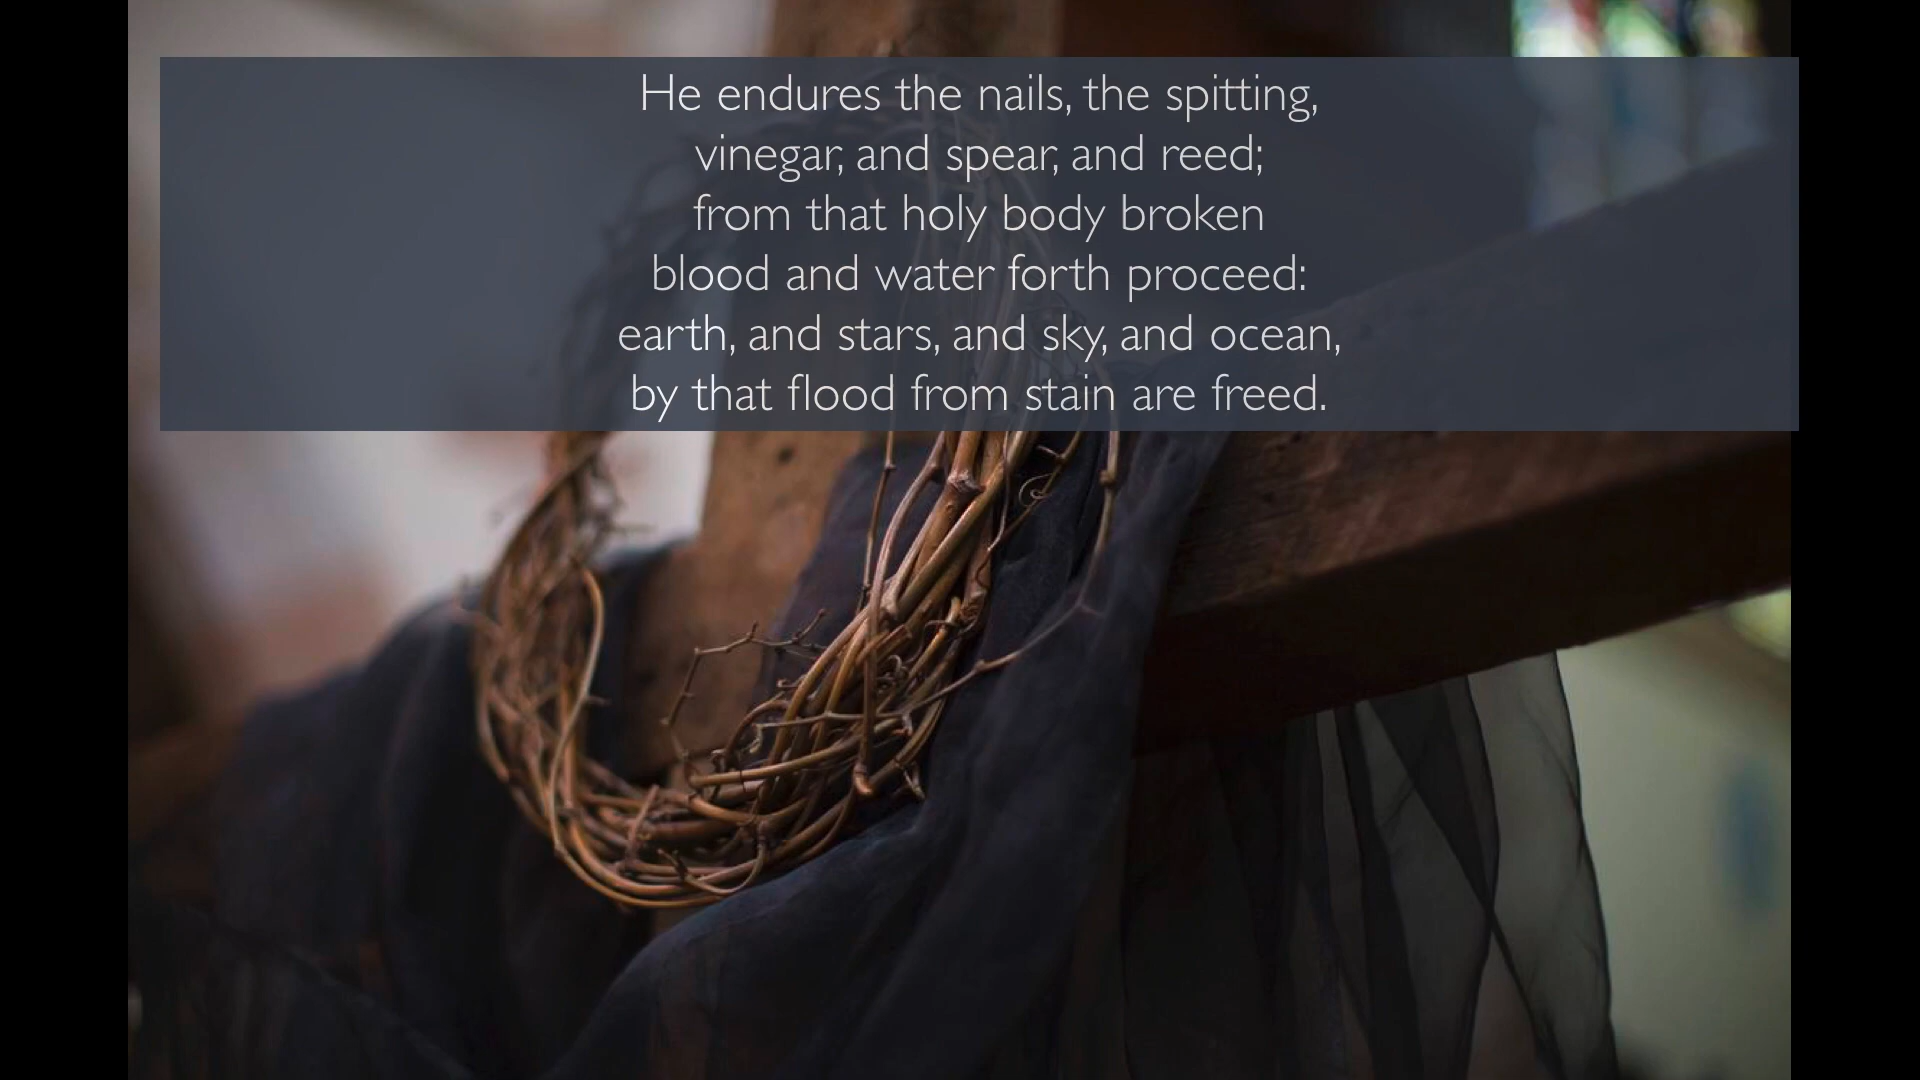 He endures the nails, the spitting,
vinegar, and spear, and reed;
from that holy body broken
blood and water forth proceed:
earth, and stars, and sky, and ocean,
by that flood from stain are freed.